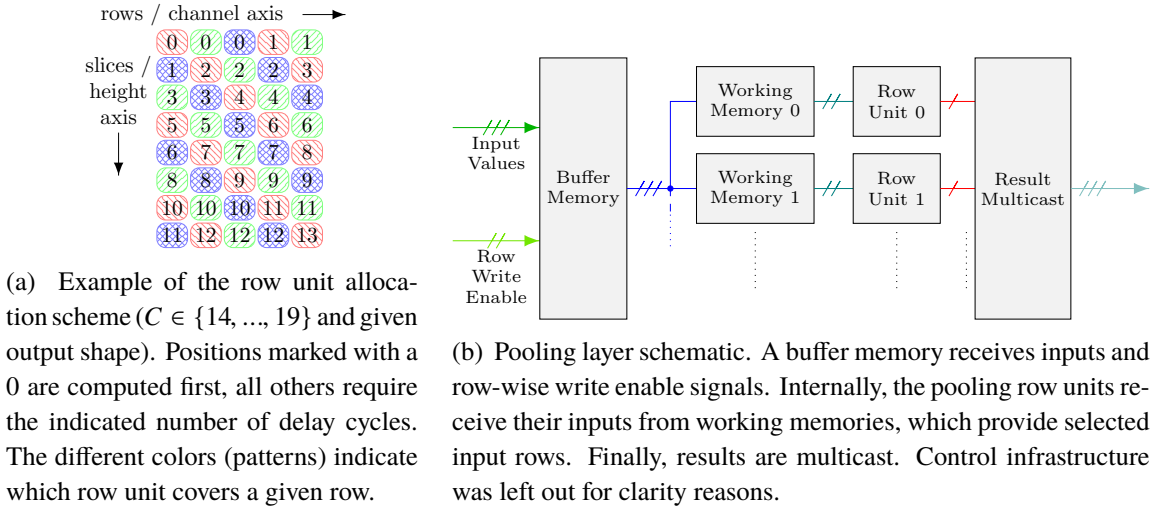 rows / channel axis
slices /
height
axis
0 0 0 1 1
1 2 2 2 3
3 3 4 4 4
5 5 5 6 6
6 7 7 7 8
8 8 9 9 9
10 10 10 11 11
11 12 12 12 13
(a) Example of the row unit alloca-
tion scheme (C ∈ {14, ..., 19} and given
output shape). Positions marked with a
0 are computed first, all others require
the indicated number of delay cycles.
The different colors (patterns) indicate
which row unit covers a given row.
Input
Values
Row
Write
Enable
Buffer
Memory
Working
Memory 0
Row
Unit 0
Working
Memory 1
Row
Unit 1
Result
Multicast
(b) Pooling layer schematic. A buffer memory receives inputs and
row-wise write enable signals. Internally, the pooling row units re-
ceive their inputs from working memories, which provide selected
input rows. Finally, results are multicast. Control infrastructure
was left out for clarity reasons.